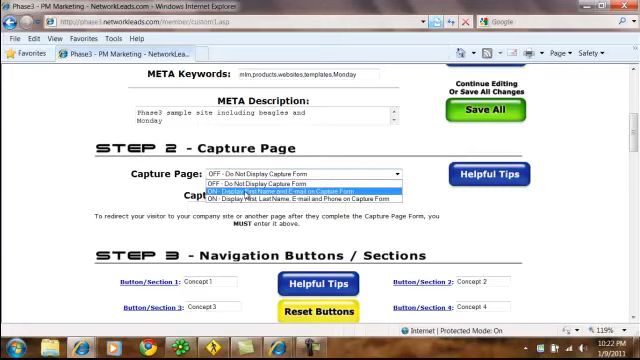 Phase3 - PM Marketing - NetworkLeads.com - Windows Internet Explorer
http://phase3.networkleads.com/member/custom1.asp
Google
File Edit View Favorites Tools Help
Favorites
Phase3 - PM Marketing - NetworkLea...
Page Safety
META Keywords:
mlm,products,websites,templates,Monday
Continue Editing
Or Save All Changes
META Description:
Save All
Phase3 sample site including beagles and
Monday
STEP 2 - Capture Page
Capture Page:
OFF - Do Not Display Capture Form
Helpful Tips
OFF - Do Not Display Capture Form
ON - Display First Name and E-mail on Capture Form
Capt
ON - Display First, Last Name, E-mail and Phone on Capture Form
To redirect your visitor to your company site or another page after they complete the Capture Page Form, you
MUST enter it above.
STEP 3 - Navigation Buttons / Sections
Button/Section 1:
Concept1
Helpful Tips
Button/Section 2:
Concept 2
Button/Section 3:
Concept3
Reset Buttons
Button/Section 4:
Concept 4
Internet | Protected Mode: On
119%
10:22 PM
1/9/2011